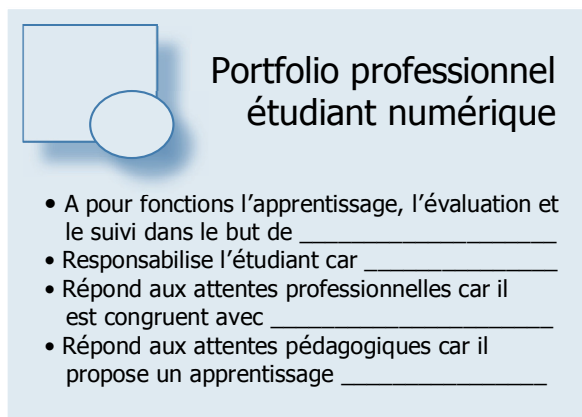 Portfolio professionnel
étudiant numérique
• A pour fonctions l’apprentissage, l’évaluation et
le suivi dans le but de ____________________
• Responsabilise l’étudiant car _______________
• Répond aux attentes professionnelles car il
est congruent avec ______________________
• Répond aux attentes pédagogiques car il
propose un apprentissage ________________